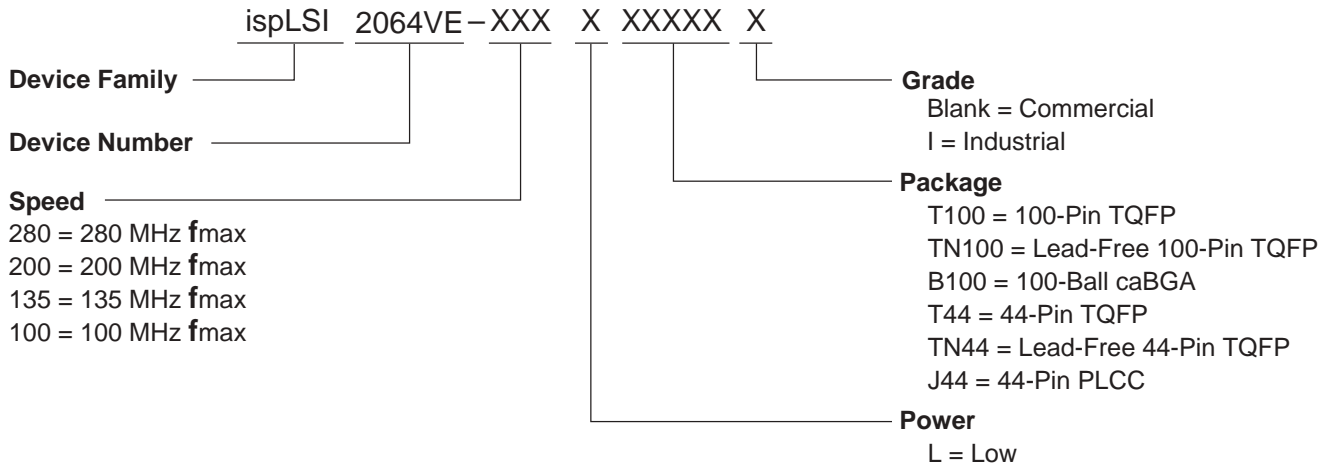 ispLSI 2064VE – XXX X XXXXX X
Device Family
Device Number
Speed
280 = 280 MHz fmax
200 = 200 MHz fmax
135 = 135 MHz fmax
100 = 100 MHz fmax
Grade
Blank = Commercial
I = Industrial
Package
T100 = 100-Pin TQFP
TN100 = Lead-Free 100-Pin TQFP
B100 = 100-Ball caBGA
T44 = 44-Pin TQFP
TN44 = Lead-Free 44-Pin TQFP
J44 = 44-Pin PLCC
Power
L = Low